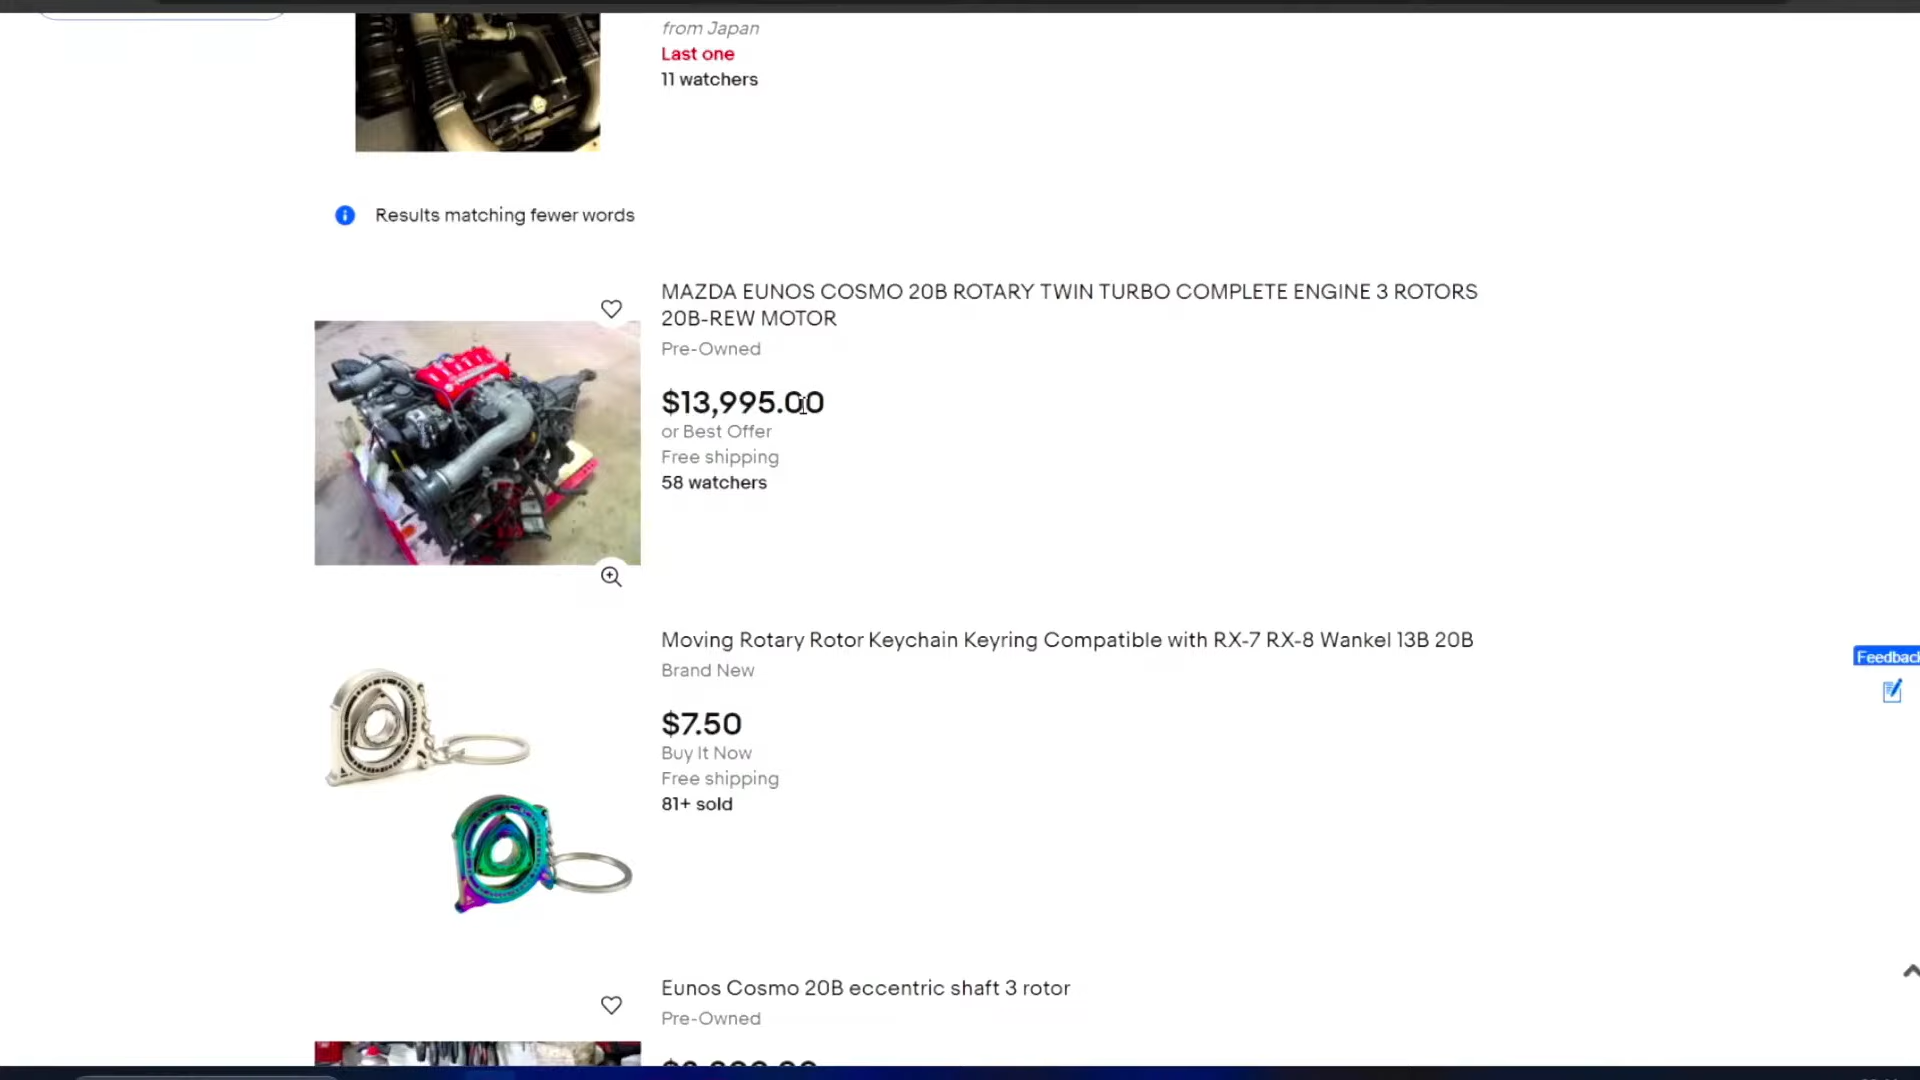 from Japan
Last one
11 watchers
Results matching fewer words
MAZDA EUNOS COSMO 20B ROTARY TWIN TURBO COMPLETE ENGINE 3 ROTORS
20B-REW MOTOR
Pre-Owned
$13,995.00
or Best Offer
Free shipping
58 watchers
Moving Rotary Rotor Keychain Keyring Compatible with RX-7 RX-8 Wankel 13B 20B
Brand New
$7.50
Buy It Now
Free shipping
81+ sold
Feedback
Eunos Cosmo 20B eccentric shaft 3 rotor
Pre-Owned